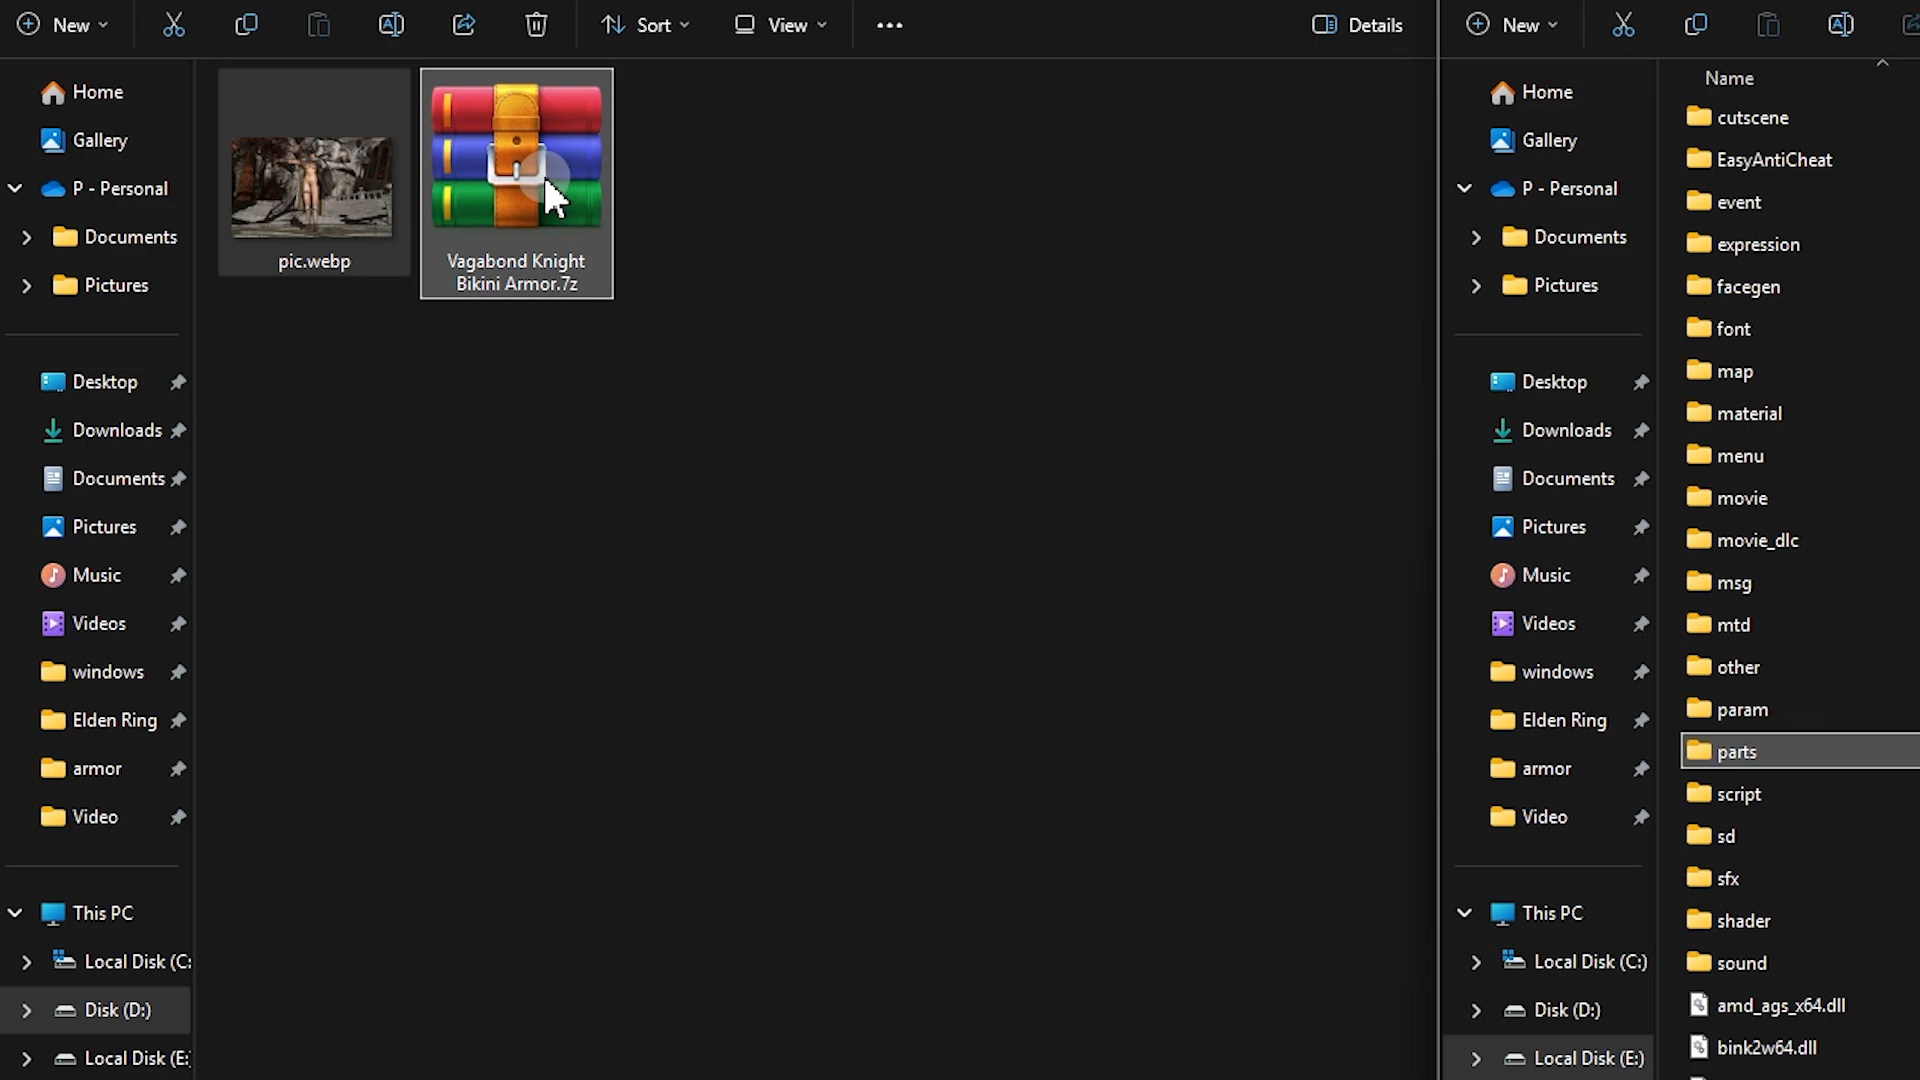 New
Sort
View
Details
New
Home
Gallery
P - Personal
Documents
Pictures
Desktop
Downloads
Documents
Pictures
Music
Videos
windows
Elden Ring
armor
Video
This PC
Local Disk (C:
Disk (D:)
Local Disk (E:
pic.webp
Vagabond Knight
Bikini Armor.7z
Home
Gallery
P - Personal
Documents
Pictures
Desktop
Downloads
Documents
Pictures
Music
Videos
windows
Elden Ring
armor
Video
This PC
Local Disk (C:)
Disk (D:)
Local Disk (E:)
Name
cutscene
EasyAntiCheat
event
expression
facegen
font
map
material
menu
movie
movie_dlc
msg
mtd
other
param
parts
script
sd
sfx
shader
sound
amd_ags_x64.dll
bink2w64.dll